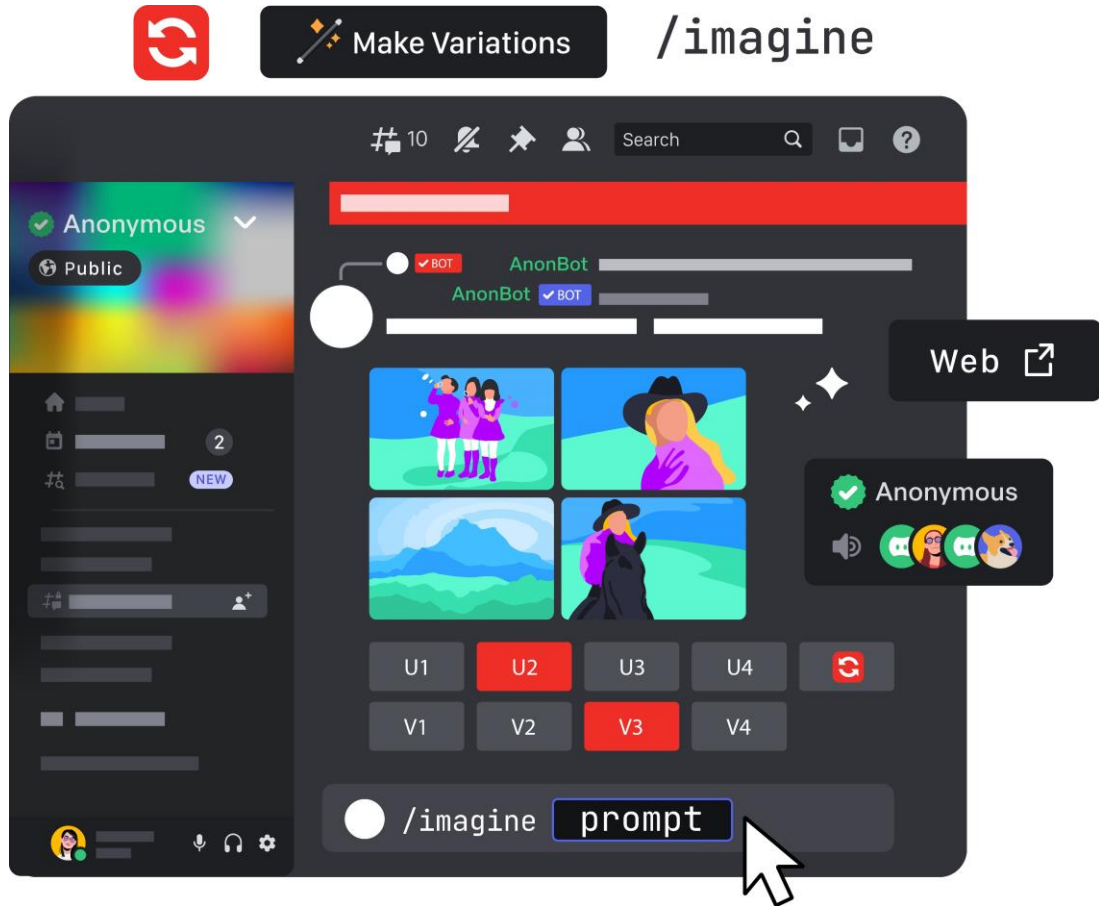 Make Variations
/imagine
10
Search
?
Anonymous
Public
BOT AnonBot
AnonBot BOT
Web
2
NEW
Anonymous
U1 U2 U3 U4
V1 V2 V3 V4
/imagine prompt